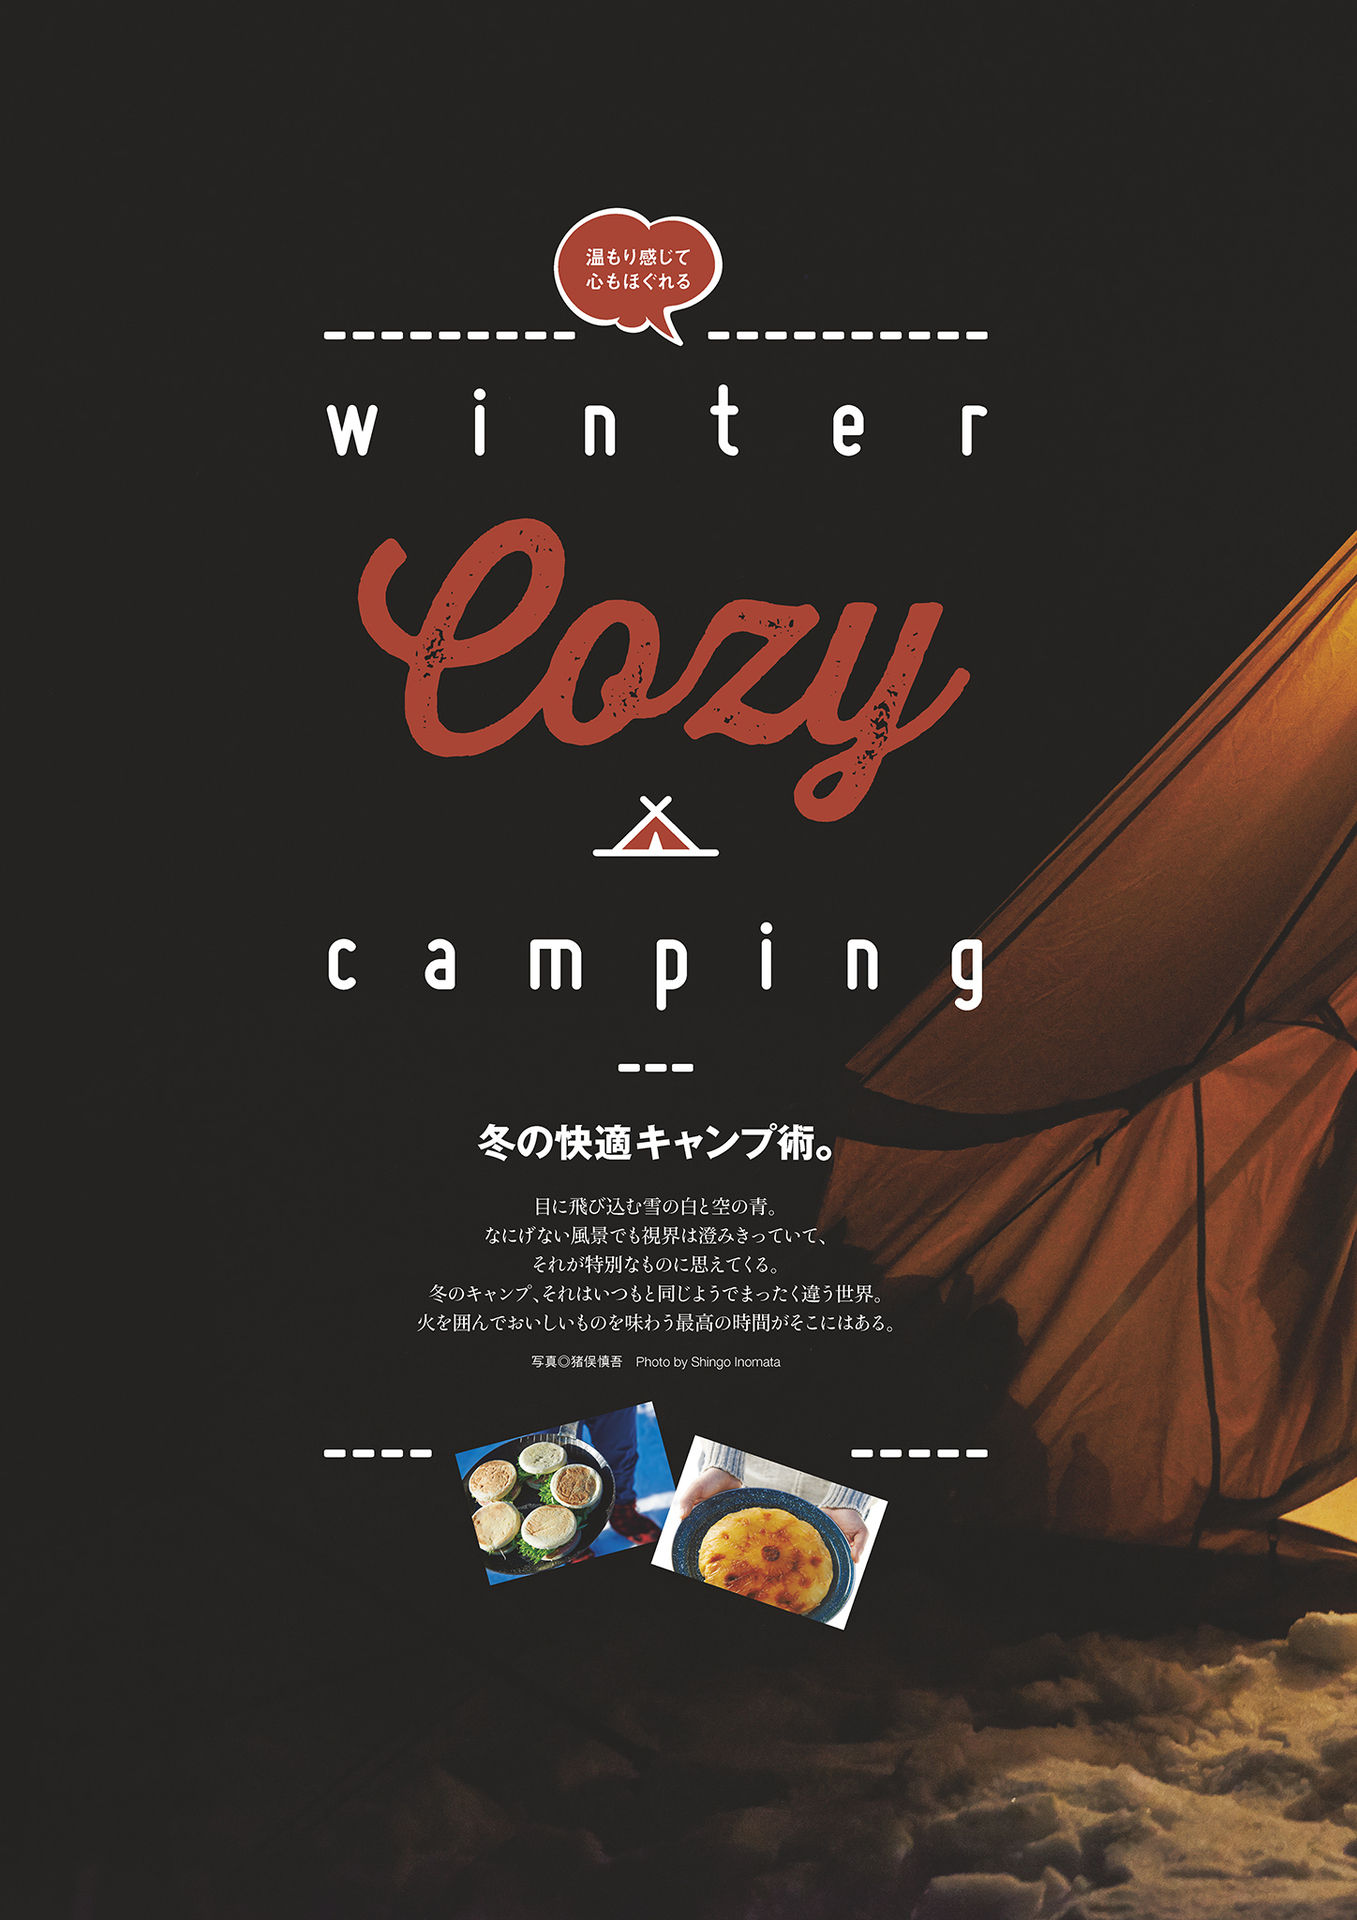 温もり感じて
心もほぐれる
winter
Cozy
camping
冬の快適キャンプ術。
目に飛び込む雪の白と空の青。
なにげない風景でも視界は澄みきっていて、
それが特別なものに思えてくる。
冬のキャンプ、それはいつもと同じようでまったく違う世界。
火を囲んでおいしいものを味わう最高の時間がそこにはある。
写真◎猪俣慎吾 Photo by Shingo Inomata